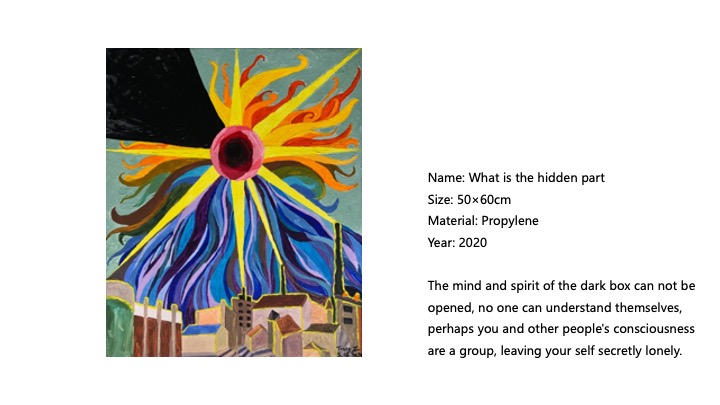 Name: What is the hidden part
Size: 50×60cm
Material: Propylene
Year: 2020
The mind and spirit of the dark box can not be
opened, no one can understand themselves,
perhaps you and other people's consciousness
are a group, leaving your self secretly lonely.